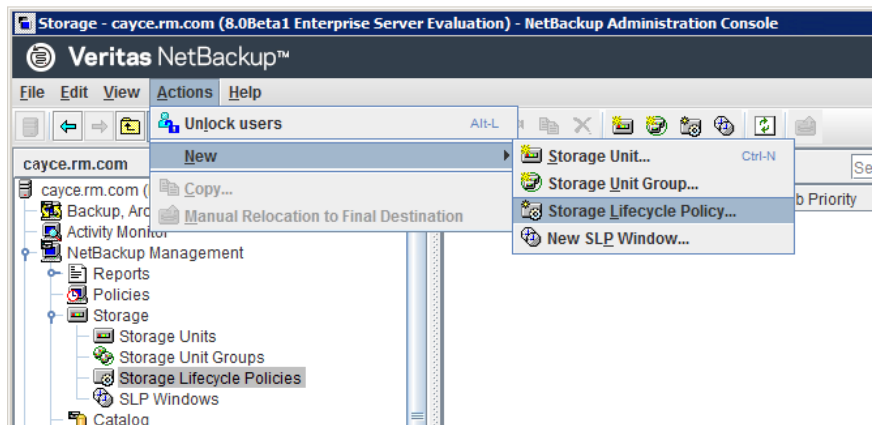 Storage - cayce.rm.com (8.0Beta1 Enterprise Server Evaluation) - NetBackup Administration Console
Veritas NetBackup™
File Edit View Actions Help
Unlock users Alt-L
New
Copy...
Manual Relocation to Final Destination
Storage Unit... Ctrl-N
Storage Unit Group...
Storage Lifecycle Policy...
New SLP Window...
Se
b Priority
cayce.rm.com
cayce.rm.com (
Backup, Arc
Activity Monitor
NetBackup Management
Reports
Policies
Storage
Storage Units
Storage Unit Groups
Storage Lifecycle Policies
SLP Windows
Catalog